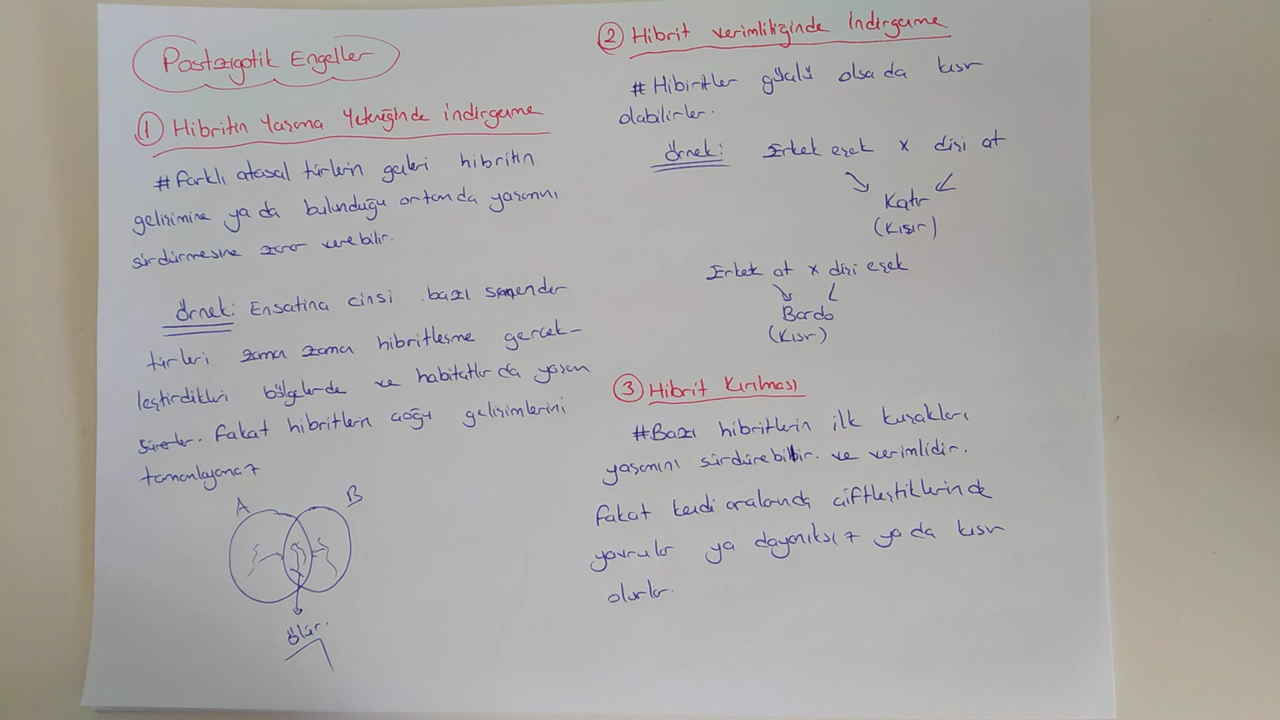 Postzigotik Engeller
① Hibritin Yaşama Yeteneğinde indirgeme
# Farklı atasal türlerin genleri hibritin
gelişimine ya da bulunduğu ortamda yaşamını
sürdürmesine zarar verebilir.
Örnek: Ensatina cinsi bazı semender
türleri zaman zaman hibritleşme gerçek-
leştirdikleri bölgelerde ve habitatlarda yaşam
sürerler. Fakat hibritlerin çoğu gelişimlerini
tamamlayamaz
A B
ölür.
② Hibrit verimliliğinde İndirgeme
# Hibiritler güçlü olsa da kısır
olabilirler.
Örnek: Erkek eşek x dişi at
Katır
(Kısır)
Erkek at x dişi eşek
Bardo
(Kısır)
③ Hibrit Kırılması
# Bazı hibritlerin ilk kuşakları
yaşamını sürdürebilir. ve verimlidir.
Fakat kendi aralarında çiftleştiklerinde
yavrular ya dayanıksız ya da kısır
olurlar.